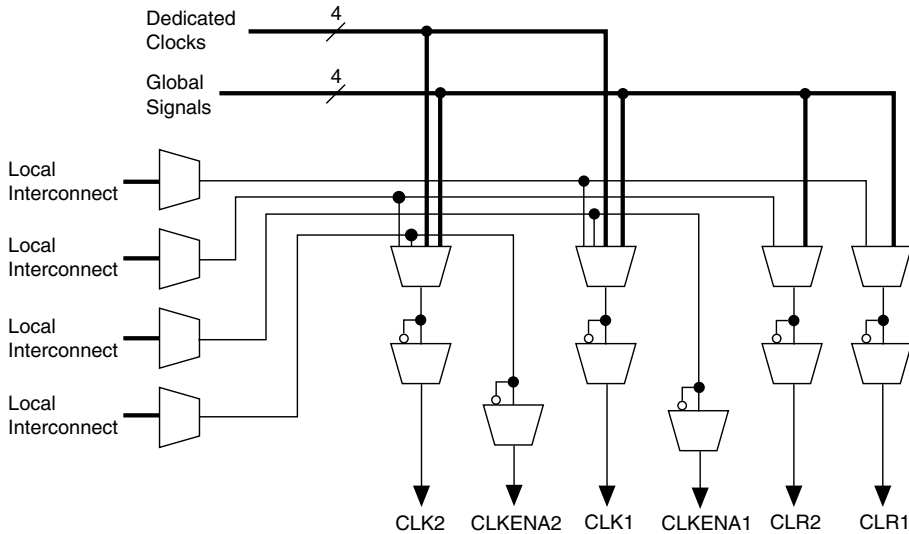 Dedicated
Clocks
4
Global
Signals
4
Local
Interconnect
Local
Interconnect
Local
Interconnect
Local
Interconnect
CLK2 CLKENA2 CLK1 CLKENA1 CLR2 CLR1